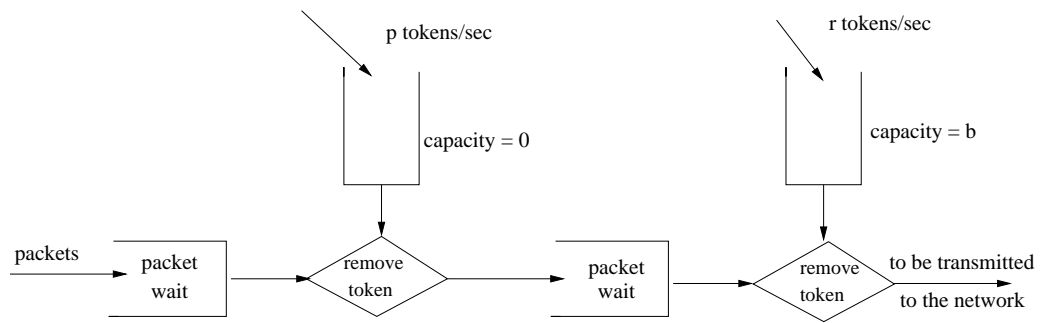 p tokens/sec
r tokens/sec
capacity = 0
capacity = b
packets
packet
wait
remove
token
packet
wait
remove
token
to be transmitted
to the network